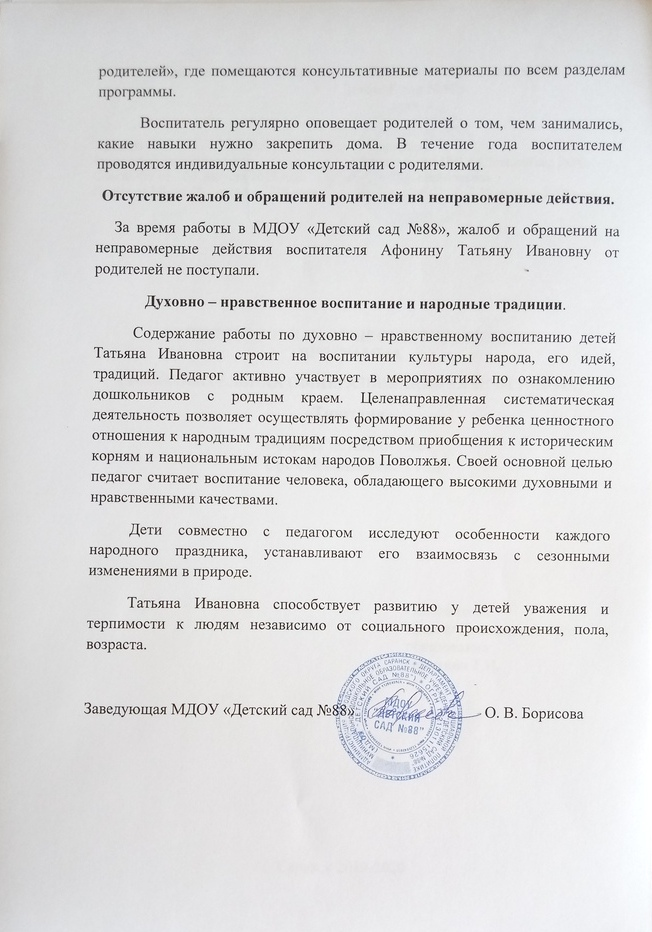 родителей», где помещаются консультативные материалы по всем разделам
программы.
Воспитатель регулярно оповещает родителей о том, чем занимались,
какие навыки нужно закрепить дома. В течение года воспитателем
проводятся индивидуальные консультации с родителями.
Отсутствие жалоб и обращений родителей на неправомерные действия.
За время работы в МДОУ «Детский сад №88», жалоб и обращений на
неправомерные действия воспитателя Афонину Татьяну Ивановну от
родителей не поступали.
Духовно – нравственное воспитание и народные традиции.
Содержание работы по духовно – нравственному воспитанию детей
Татьяна Ивановна строит на воспитании культуры народа, его идей,
традиций. Педагог активно участвует в мероприятиях по ознакомлению
дошкольников с родным краем. Целенаправленная систематическая
деятельность позволяет осуществлять формирование у ребенка ценностного
отношения к народным традициям посредством приобщения к историческим
корням и национальным истокам народов Поволжья. Своей основной целью
педагог считает воспитание человека, обладающего высокими духовными и
нравственными качествами.
Дети совместно с педагогом исследуют особенности каждого
народного праздника, устанавливают его взаимосвязь с сезонными
изменениями в природе.
Татьяна Ивановна способствует развитию у детей уважения и
терпимости к людям независимо от социального происхождения, пола,
возраста.
Заведующая МДОУ «Детский сад №88» О. В. Борисова
МДОУ
"ДЕТСКИЙ
САД №88"